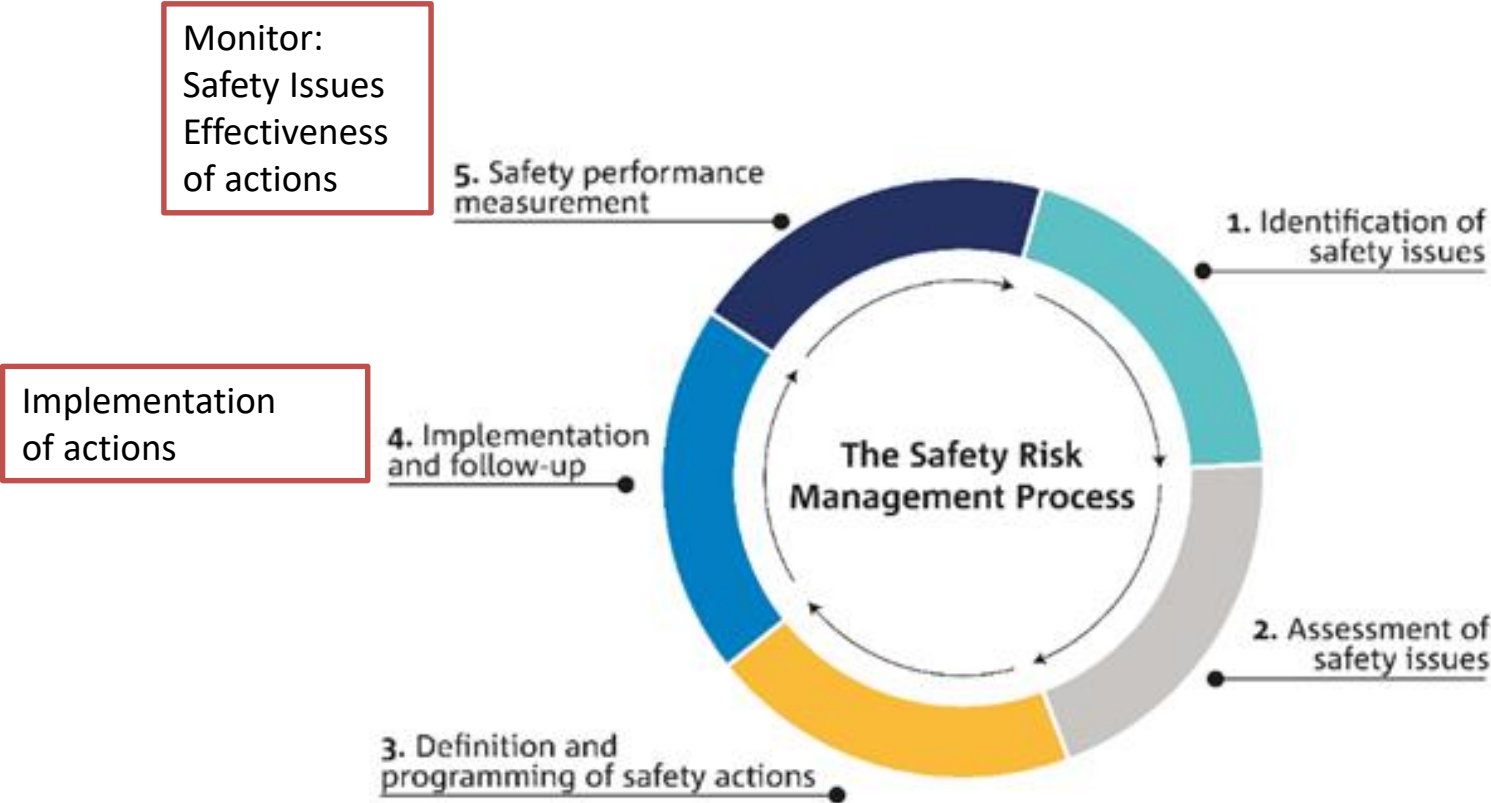 Monitor:
Safety Issues
Effectiveness
of actions
5. Safety performance
measurement
1. Identification of
safety issues
Implementation
of actions
4. Implementation
and follow-up
The Safety Risk
Management Process
2. Assessment of
safety issues
3. Definition and
programming of safety actions